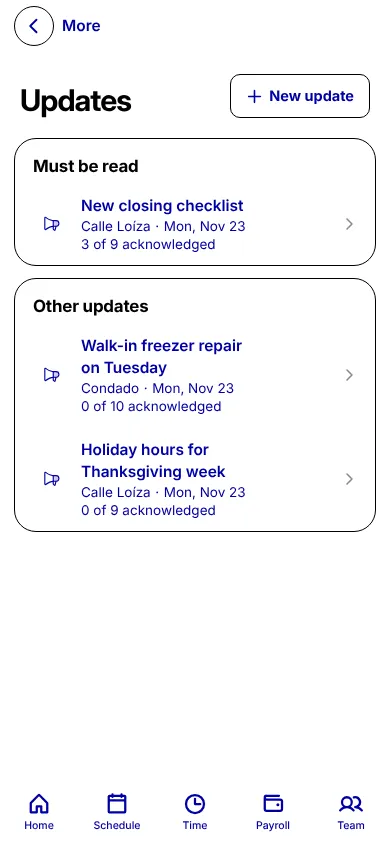 More
Updates
New update
Must be read
New closing checklist
Calle Loíza · Mon, Nov 23
3 of 9 acknowledged
Other updates
Walk-in freezer repair
on Tuesday
Condado · Mon, Nov 23
0 of 10 acknowledged
Holiday hours for
Thanksgiving week
Calle Loíza · Mon, Nov 23
0 of 9 acknowledged
Home
Schedule
Time
Payroll
Team